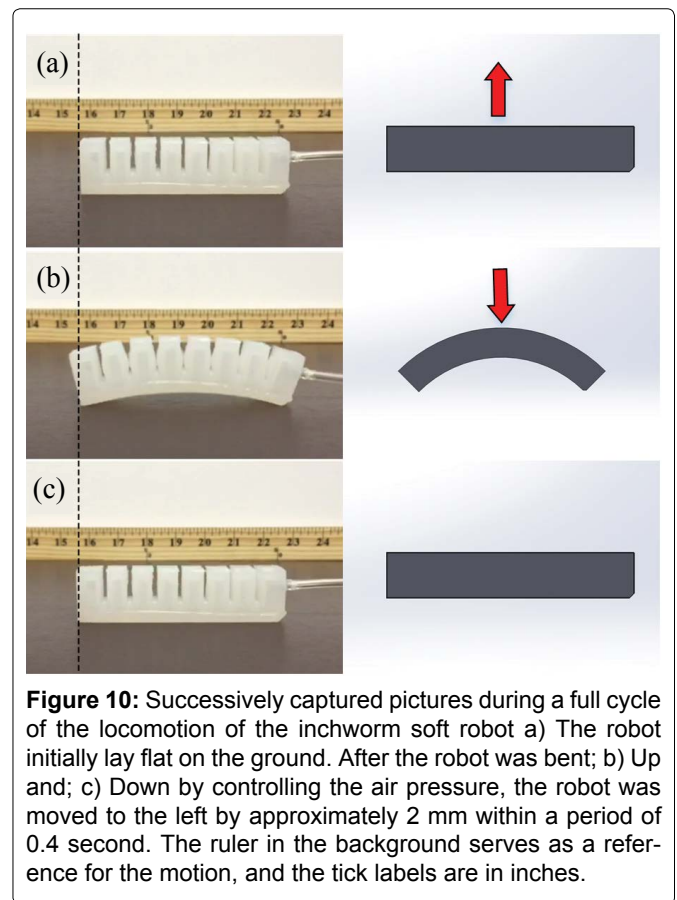 (a)
14 15 16 17 18 19 20 21 22 23 24
(b)
14 15 16 17 18 19 20 21 22 23 24
(c)
14 15 16 17 18 19 20 21 22 23 24
Figure 10: Successively captured pictures during a full cycle
of the locomotion of the inchworm soft robot a) The robot
initially lay flat on the ground. After the robot was bent; b) Up
and; c) Down by controlling the air pressure, the robot was
moved to the left by approximately 2 mm within a period of
0.4 second. The ruler in the background serves as a refer-
ence for the motion, and the tick labels are in inches.